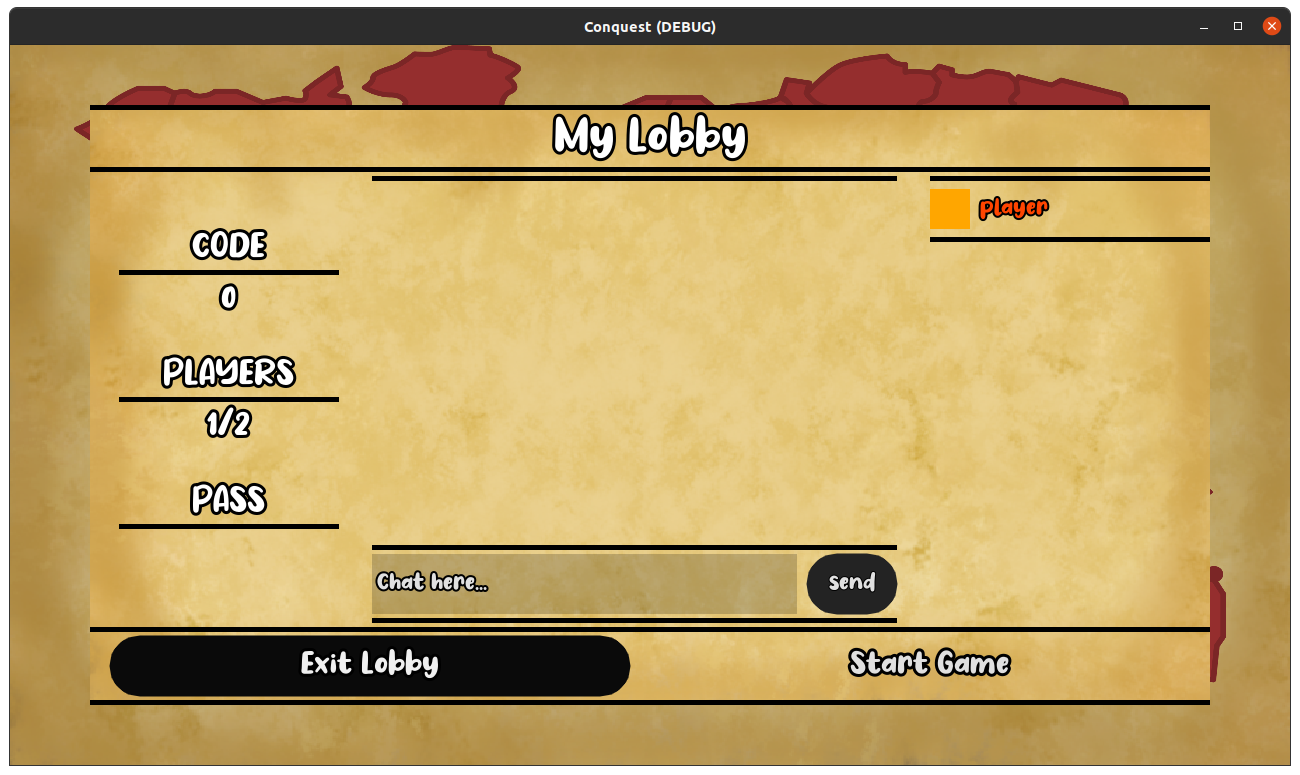 Conquest (DEBUG)
My Lobby
CODE
0
PLAYERS
1/2
PASS
Player
Chat here...
Send
Exit Lobby
Start Game